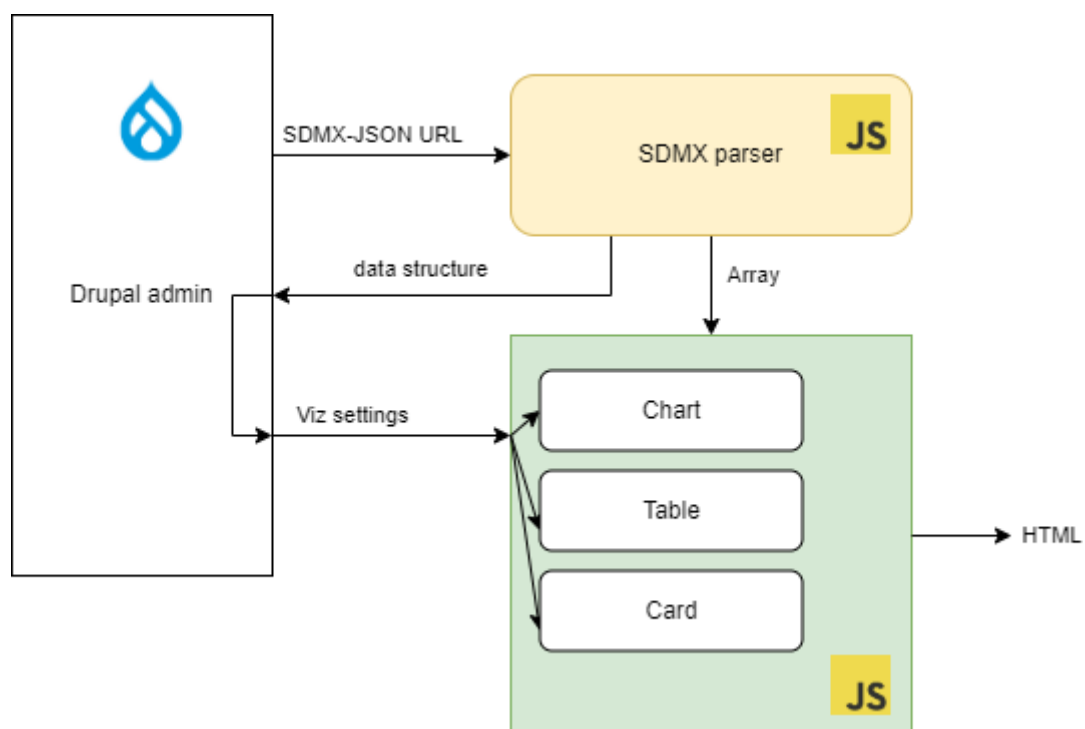 SDMX-JSON URL
SDMX parser
JS
data structure
Array
Drupal admin
Viz settings
Chart
Table
HTML
Card
JS